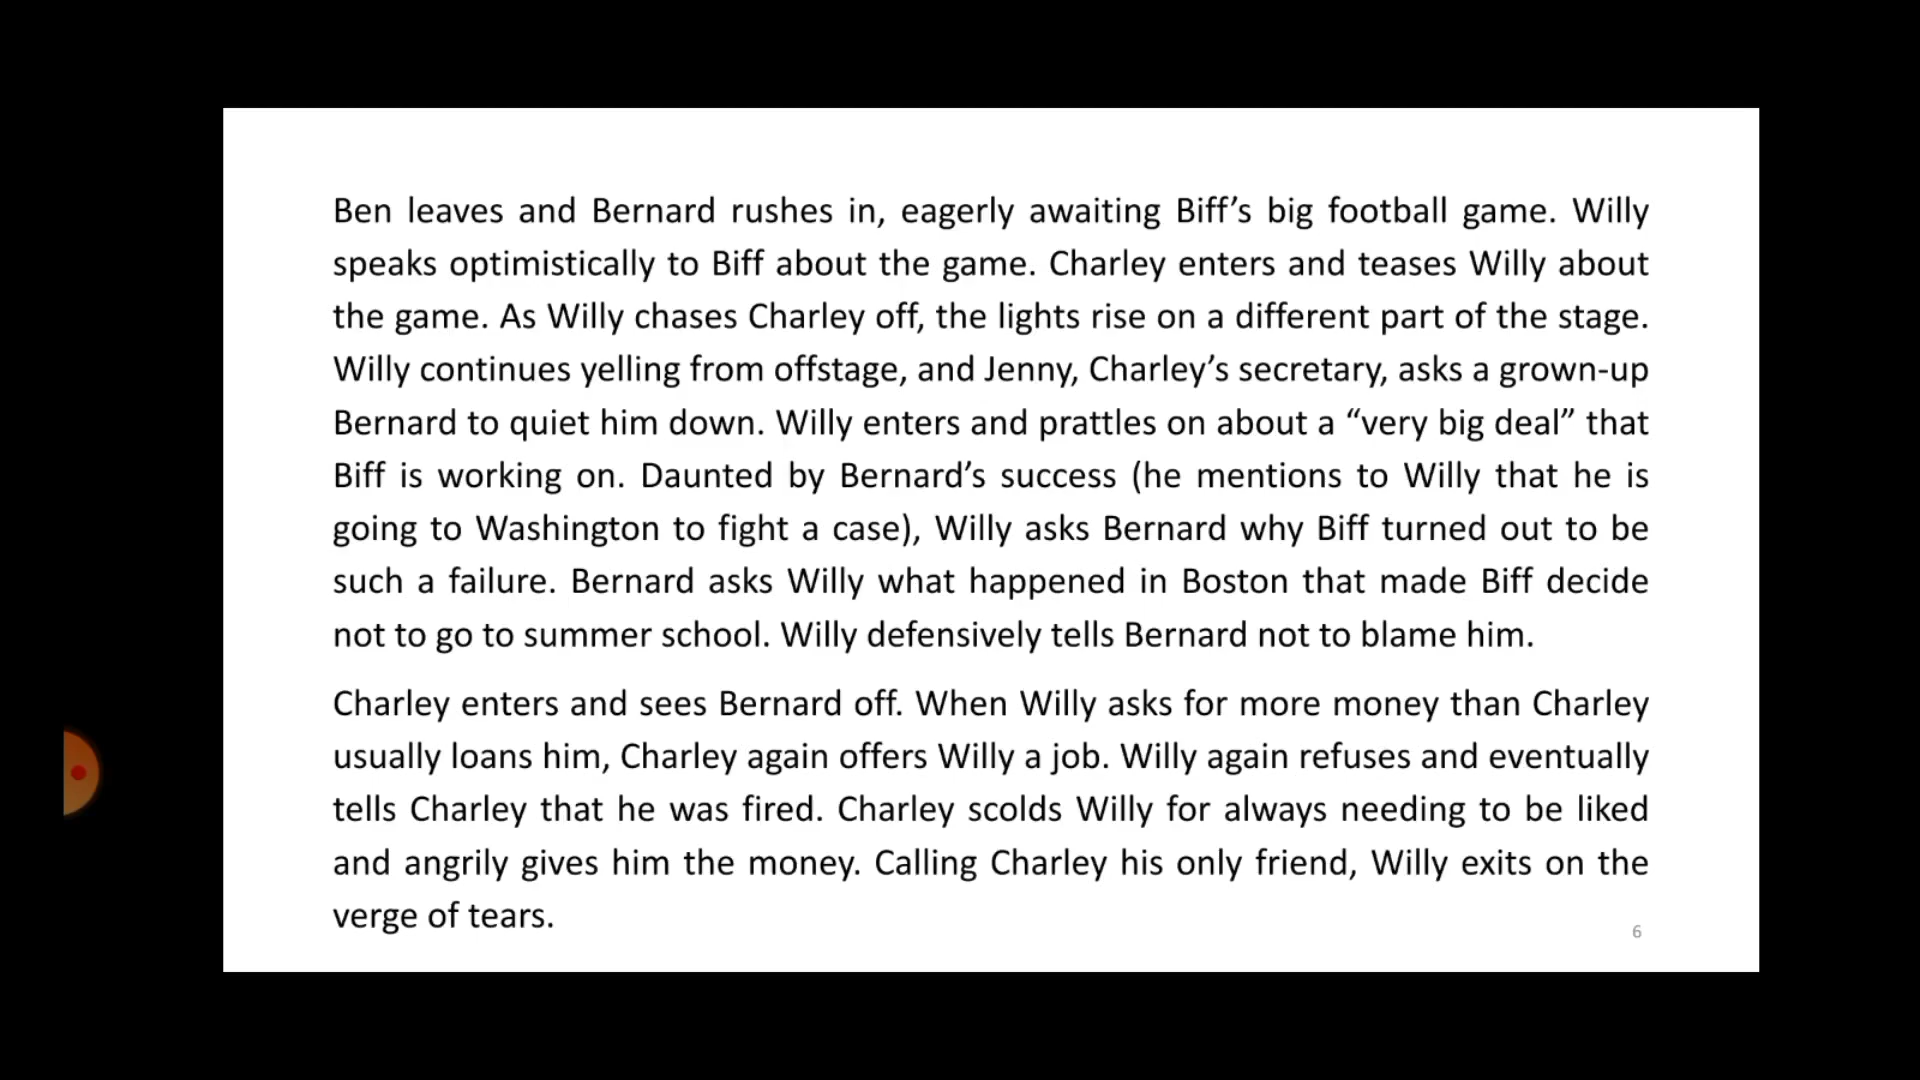 Ben leaves and Bernard rushes in, eagerly awaiting Biff’s big football game. Willy
speaks optimistically to Biff about the game. Charley enters and teases Willy about
the game. As Willy chases Charley off, the lights rise on a different part of the stage.
Willy continues yelling from offstage, and Jenny, Charley’s secretary, asks a grown-up
Bernard to quiet him down. Willy enters and prattles on about a “very big deal” that
Biff is working on. Daunted by Bernard’s success (he mentions to Willy that he is
going to Washington to fight a case), Willy asks Bernard why Biff turned out to be
such a failure. Bernard asks Willy what happened in Boston that made Biff decide
not to go to summer school. Willy defensively tells Bernard not to blame him.
Charley enters and sees Bernard off. When Willy asks for more money than Charley
usually loans him, Charley again offers Willy a job. Willy again refuses and eventually
tells Charley that he was fired. Charley scolds Willy for always needing to be liked
and angrily gives him the money. Calling Charley his only friend, Willy exits on the
verge of tears.
6